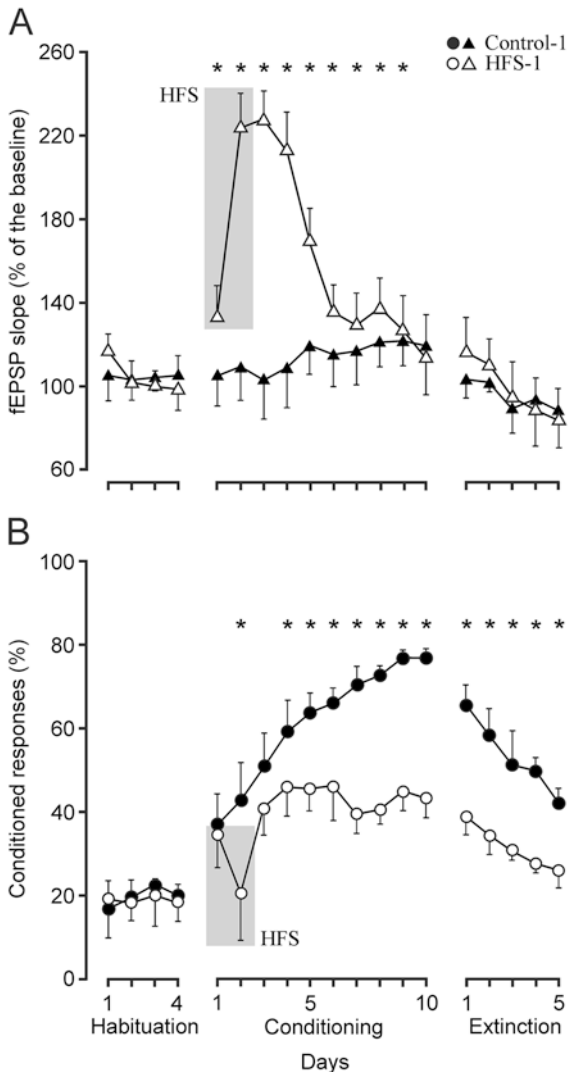 A
260
220
180
140
100
60
fEPSP slope (% of the baseline)
* * * * * * * * *
HFS
Control-1
HFS-1
B
100
80
60
40
20
0
Conditioned responses (%)
* * * * * * * * * * * * *
HFS
1 4 1 5 10 1 5
Habituation Conditioning Extinction
Days